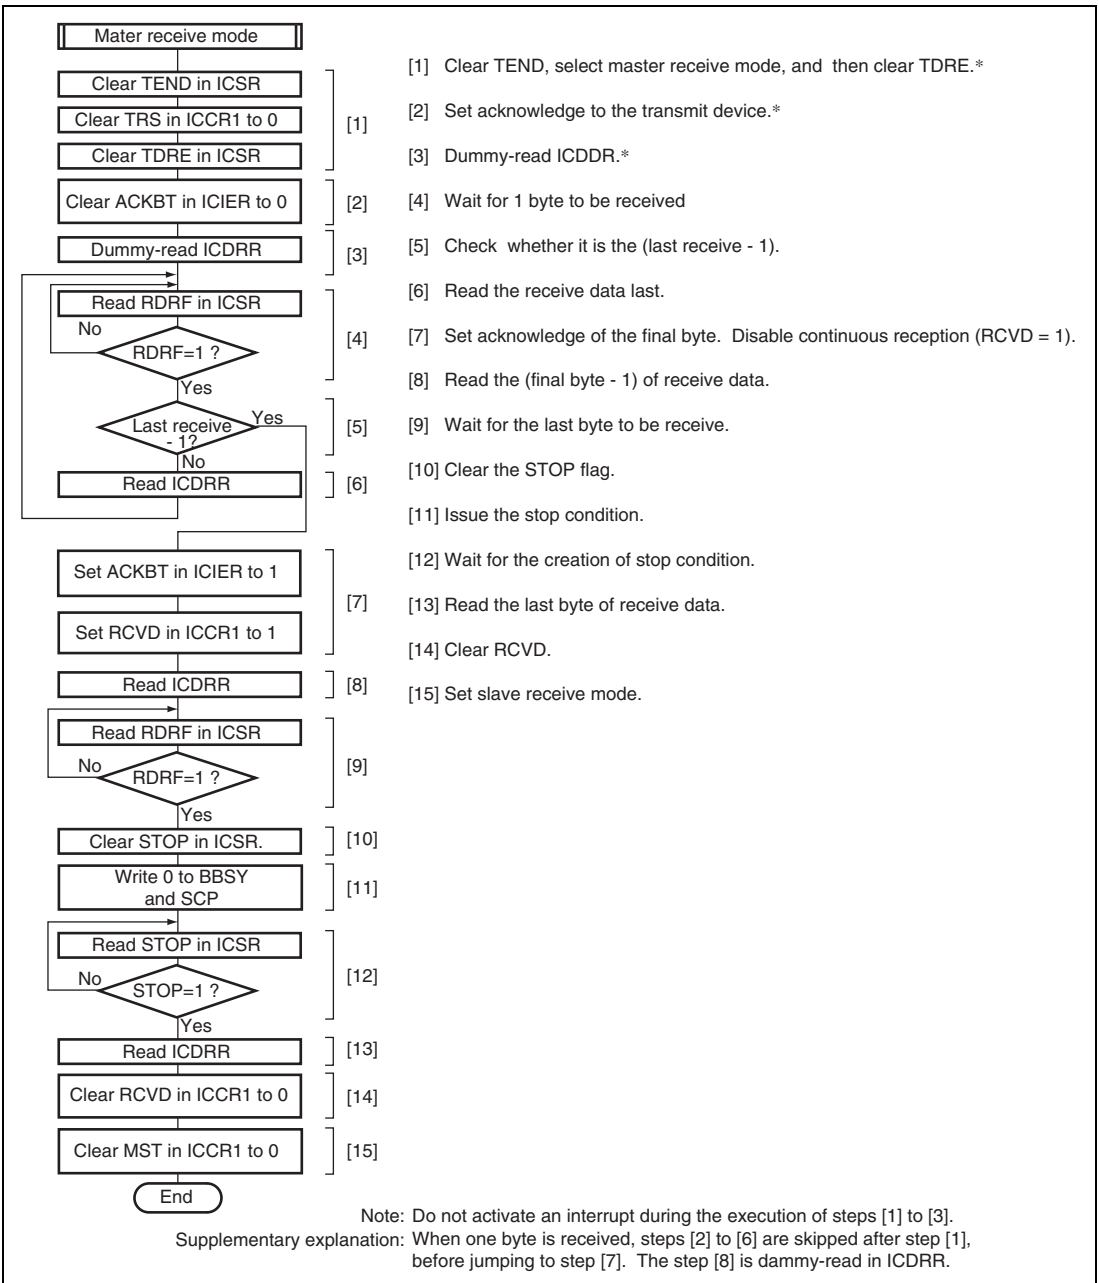 Mater receive mode
Clear TEND in ICSR
Clear TRS in ICCR1 to 0
Clear TDRE in ICSR
[1]
Clear ACKBT in ICIER to 0
[2]
Dummy-read ICDRR
[3]
Read RDRF in ICSR
No
RDRF=1 ?
[4]
Yes
Last receive
- 1?
Yes
[5]
No
Read ICDRR
[6]
Set ACKBT in ICIER to 1
[7]
Set RCVD in ICCR1 to 1
Read ICDRR
[8]
Read RDRF in ICSR
No
RDRF=1 ?
[9]
Yes
Clear STOP in ICSR.
[10]
Write 0 to BBSY
and SCP
[11]
Read STOP in ICSR
No
STOP=1 ?
[12]
Yes
Read ICDRR
[13]
Clear RCVD in ICCR1 to 0
[14]
Clear MST in ICCR1 to 0
[15]
End
[1] Clear TEND, select master receive mode, and then clear TDRE.*
[2] Set acknowledge to the transmit device.*
[3] Dummy-read ICDDR.*
[4] Wait for 1 byte to be received
[5] Check whether it is the (last receive - 1).
[6] Read the receive data last.
[7] Set acknowledge of the final byte. Disable continuous reception (RCVD = 1).
[8] Read the (final byte - 1) of receive data.
[9] Wait for the last byte to be receive.
[10] Clear the STOP flag.
[11] Issue the stop condition.
[12] Wait for the creation of stop condition.
[13] Read the last byte of receive data.
[14] Clear RCVD.
[15] Set slave receive mode.
Note: Do not activate an interrupt during the execution of steps [1] to [3].
Supplementary explanation: When one byte is received, steps [2] to [6] are skipped after step [1],
before jumping to step [7]. The step [8] is dammy-read in ICDRR.